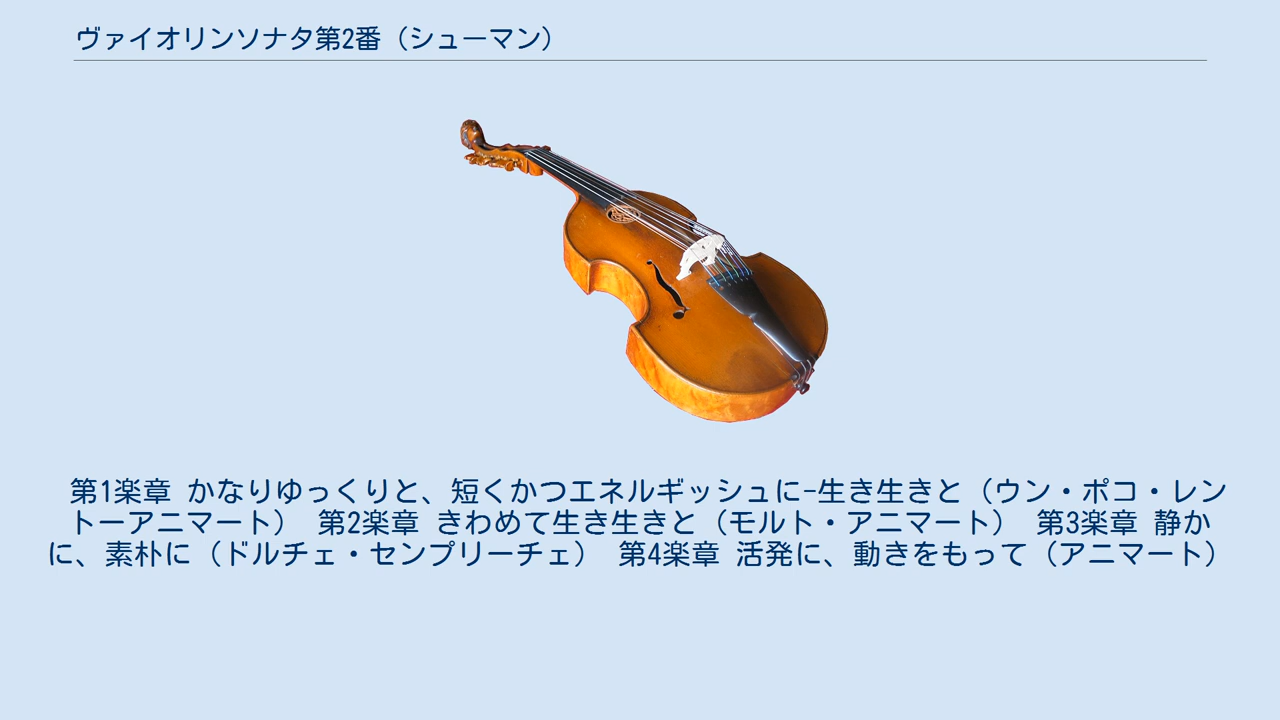 ヴァイオリンソナタ第2番（シューマン）
第1楽章 かなりゆっくりと、短くかつエネルギッシュに-生き生きと（ウン・ポコ・レン
トーアニマート） 第2楽章 きわめて生き生きと（モルト・アニマート） 第3楽章 静か
に、素朴に（ドルチェ・センプリーチェ） 第4楽章 活発に、動きをもって（アニマート）